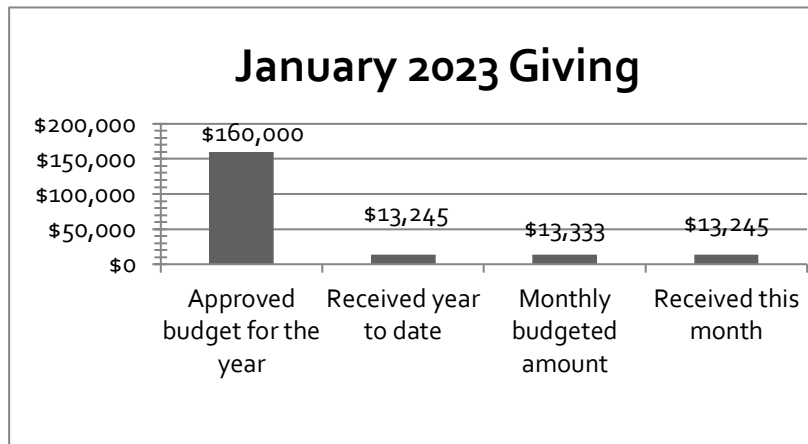 January 2023 Giving
$200,000
$150,000
$100,000
$50,000
$0
$160,000
$13,245
$13,333
$13,245
Approved
budget for the
year
Received year
to date
Monthly
budgeted
amount
Received this
month